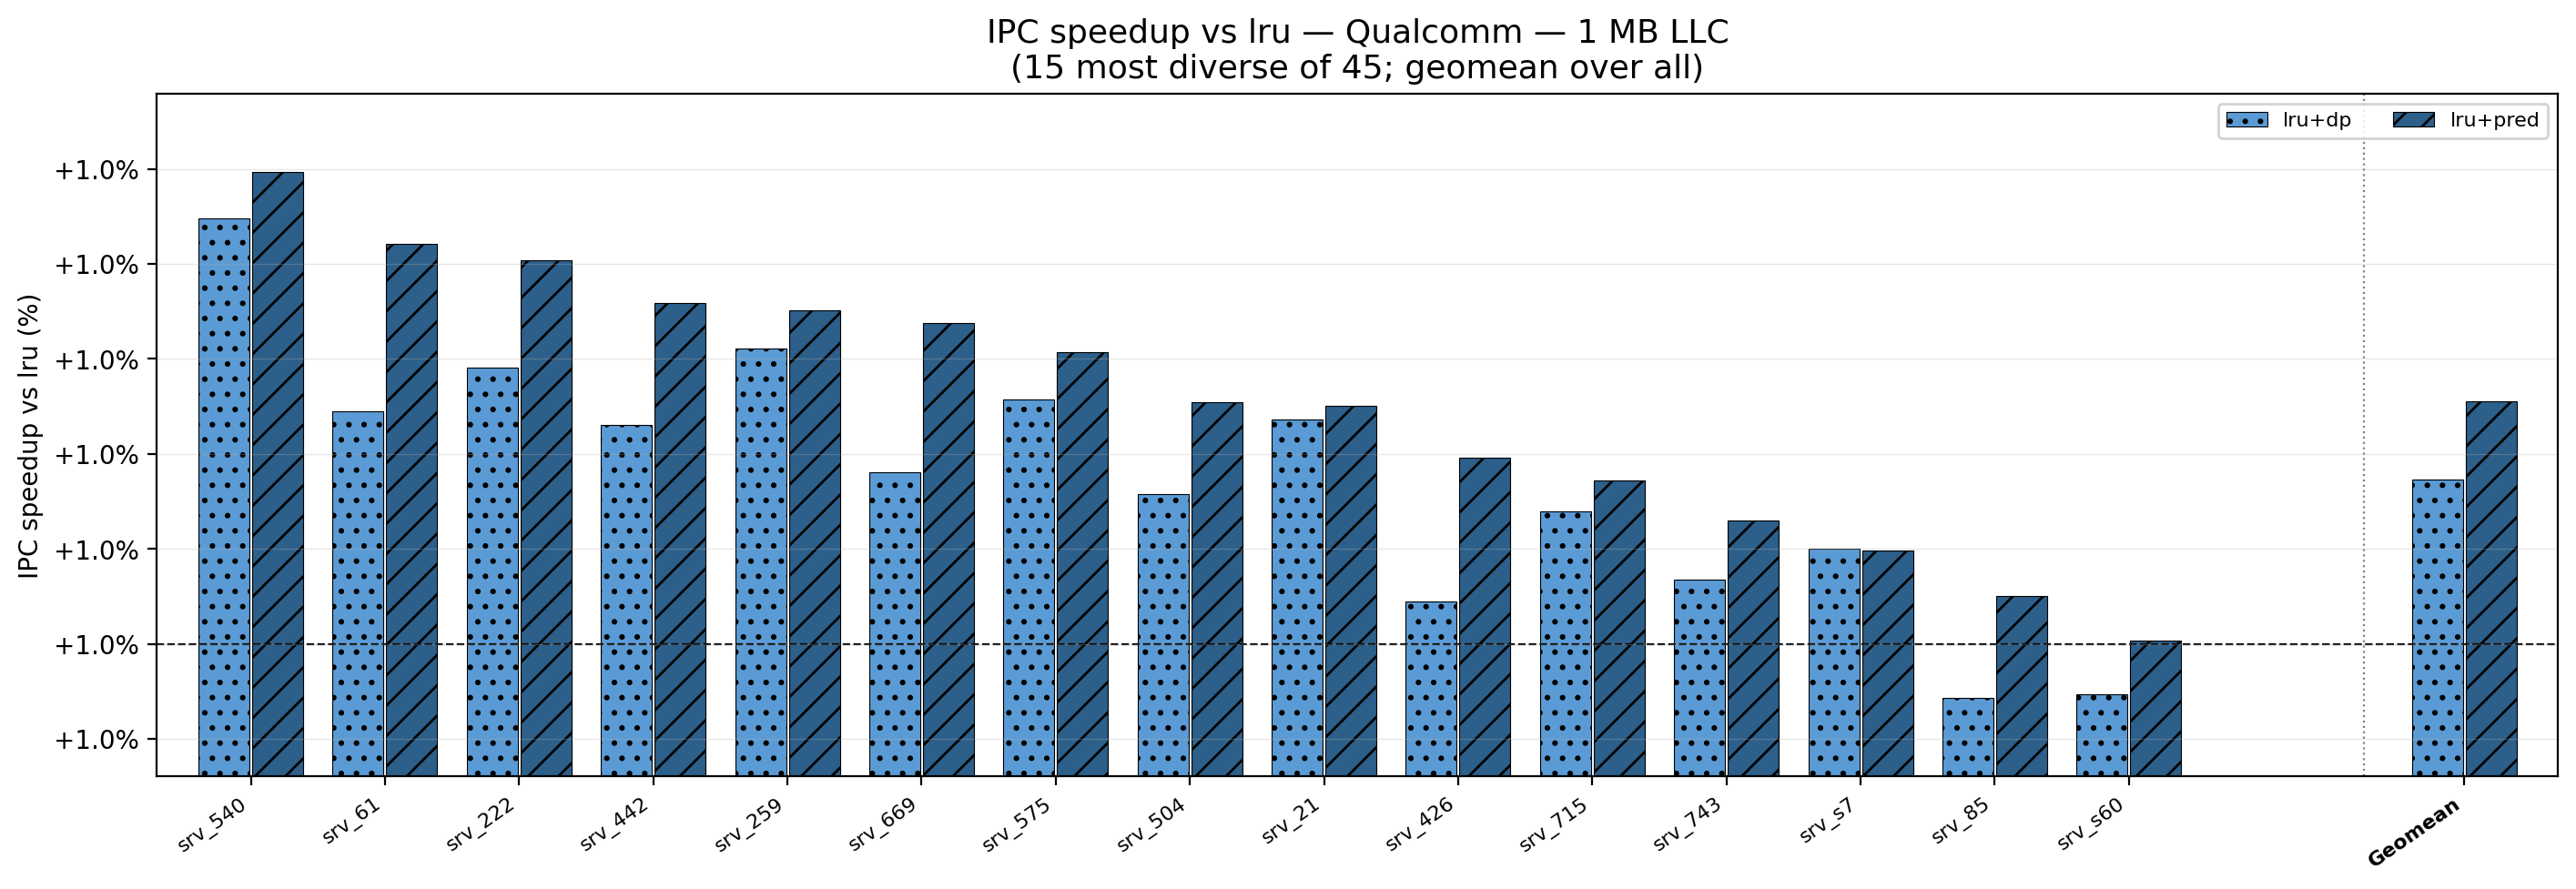 IPC speedup vs lru — Qualcomm — 1 MB LLC
(15 most diverse of 45; geomean over all)
lru+dp
lru+pred
IPC speedup vs lru (%)
+1.0%
+1.0%
+1.0%
+1.0%
+1.0%
+1.0%
+1.0%
srv_540
srv_61
srv_222
srv_442
srv_259
srv_669
srv_575
srv_504
srv_21
srv_426
srv_715
srv_743
srv_s7
srv_85
srv_s60
Geomean